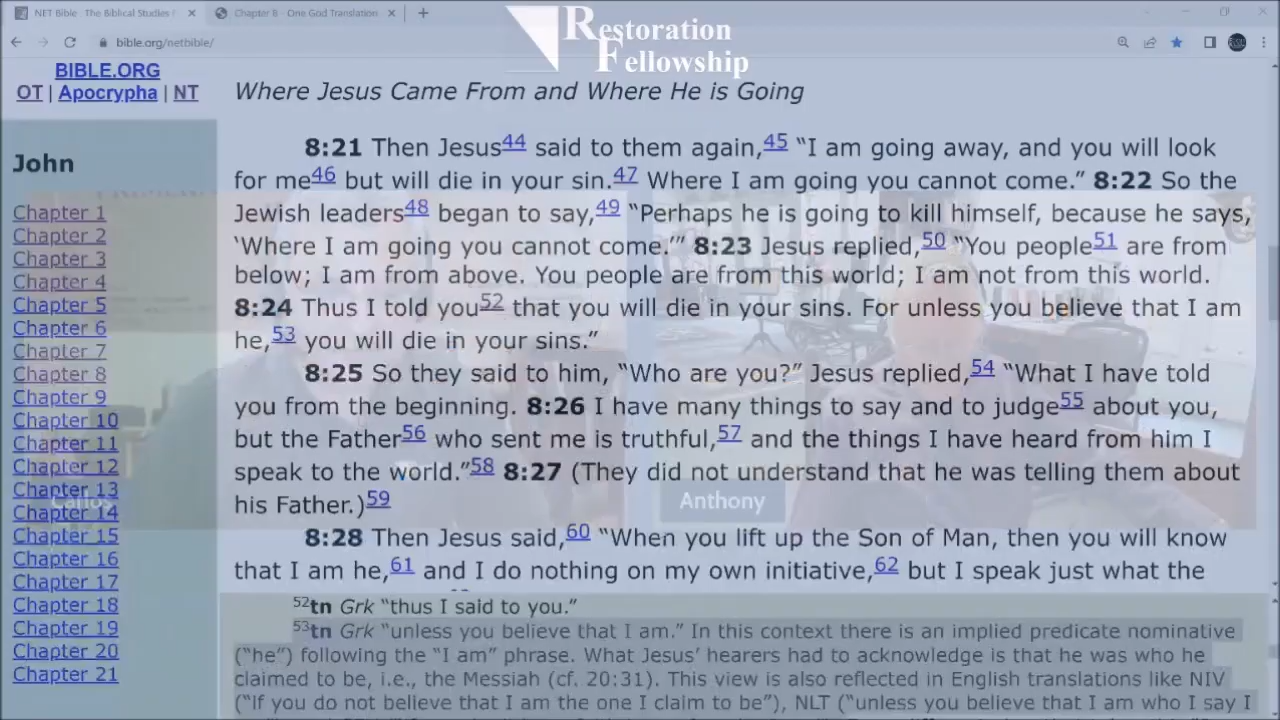 NET Bible - The Biblical Studies
Chapter 8 - One God Translation
Restoration
Fellowship
bible.org/netbible/
BIBLE.ORG
OT | Apocrypha | NT
John
Chapter 1
Chapter 2
Chapter 3
Chapter 4
Chapter 5
Chapter 6
Chapter 7
Chapter 8
Chapter 9
Chapter 10
Chapter 11
Chapter 12
Chapter 13
Chapter 14
Chapter 15
Chapter 16
Chapter 17
Chapter 18
Chapter 19
Chapter 20
Chapter 21
Where Jesus Came From and Where He is Going
8:21 Then Jesus44 said to them again,45 “I am going away, and you will look
for me46 but will die in your sin.47 Where I am going you cannot come.” 8:22 So the
Jewish leaders48 began to say,49 “Perhaps he is going to kill himself, because he says,
‘Where I am going you cannot come.’” 8:23 Jesus replied,50 “You people51 are from
below; I am from above. You people are from this world; I am not from this world.
8:24 Thus I told you52 that you will die in your sins. For unless you believe that I am
he,53 you will die in your sins.”
8:25 So they said to him, “Who are you?” Jesus replied,54 “What I have told
you from the beginning. 8:26 I have many things to say and to judge55 about you,
but the Father56 who sent me is truthful,57 and the things I have heard from him I
speak to the world.”58 8:27 (They did not understand that he was telling them about
his Father.)59
8:28 Then Jesus said,60 “When you lift up the Son of Man, then you will know
that I am he,61 and I do nothing on my own initiative,62 but I speak just what the
52tn Grk “thus I said to you.”
53tn Grk “unless you believe that I am.” In this context there is an implied predicate nominative
(“he”) following the “I am” phrase. What Jesus’ hearers had to acknowledge is that he was who he
claimed to be, i.e., the Messiah (cf. 20:31). This view is also reflected in English translations like NIV
(“if you do not believe that I am the one I claim to be”), NLT (“unless you believe that I am who I say I
Carlos
Anthony